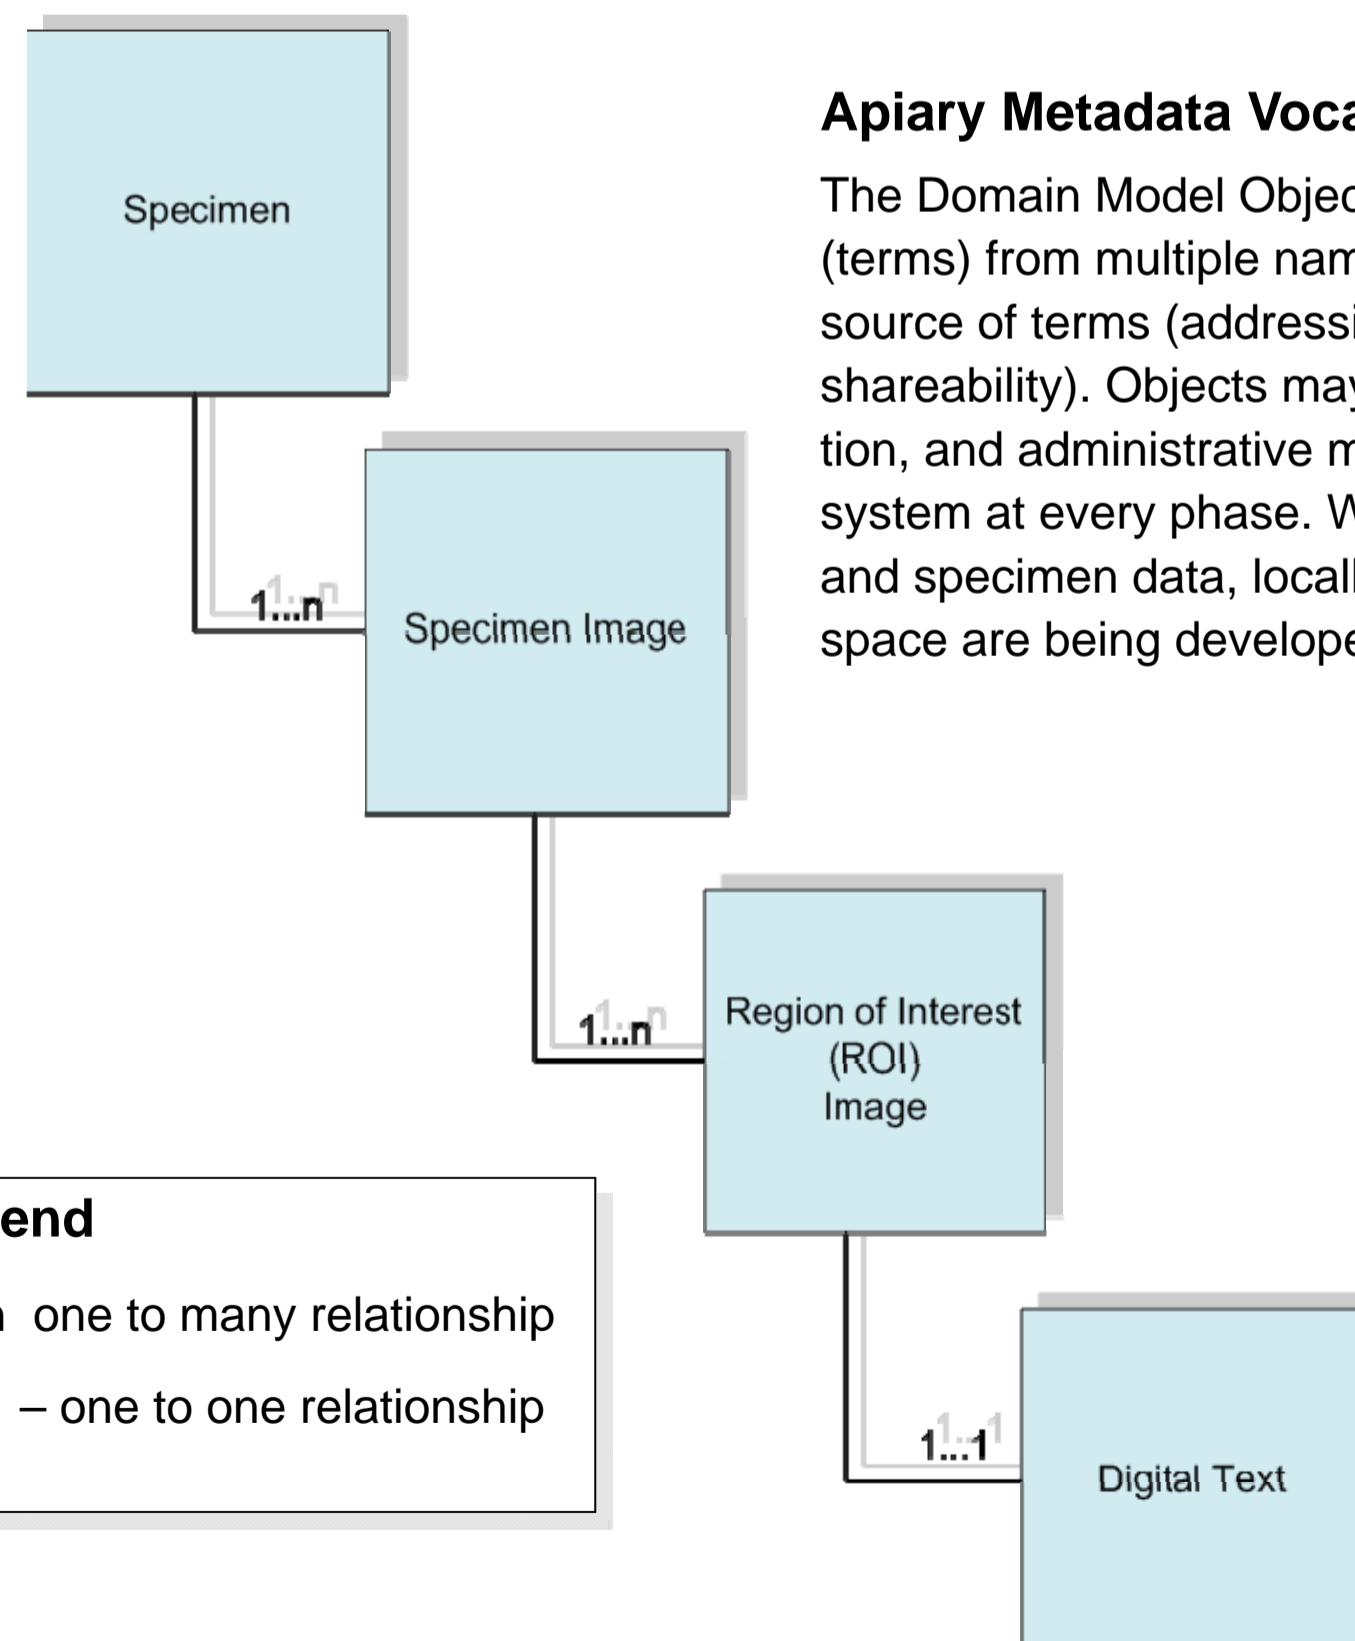 Specimen
1...n
Specimen Image
1...n
Region of Interest
(ROI)
Image
1...1
Digital Text
Apiary Metadata Voca
The Domain Model Objec
(terms) from multiple nam
source of terms (addressi
shareability). Objects may
tion, and administrative m
system at every phase. W
and specimen data, locall
space are being develope
end
n one to many relationship
– one to one relationship